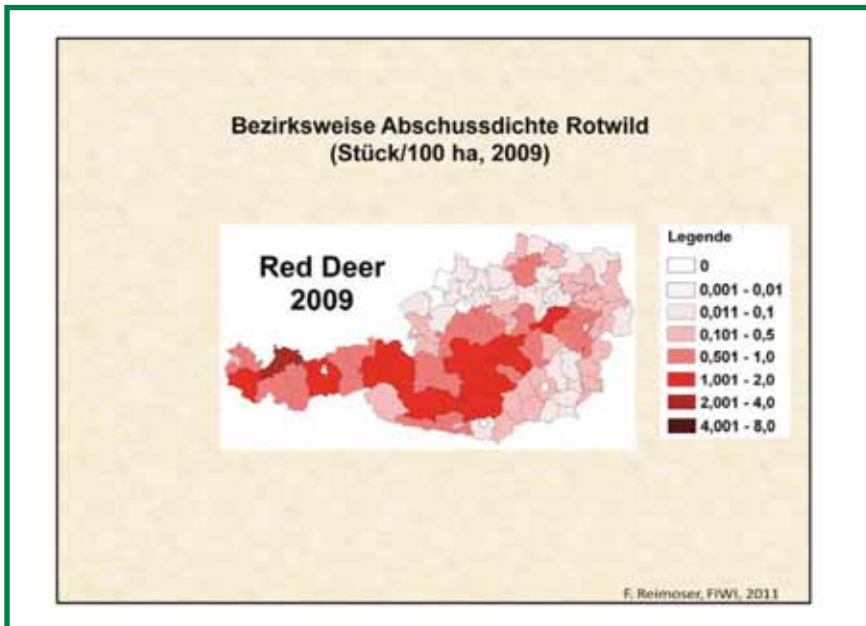 Bezirksweise Abschussdichte Rotwild
(Stück/100 ha, 2009)
Red Deer
2009
Legende
0
0,001 - 0,01
0,011 - 0,1
0,101 - 0,5
0,501 - 1,0
1,001 - 2,0
2,001 - 4,0
4,001 - 8,0
F. Reimoser, FIWI, 2011